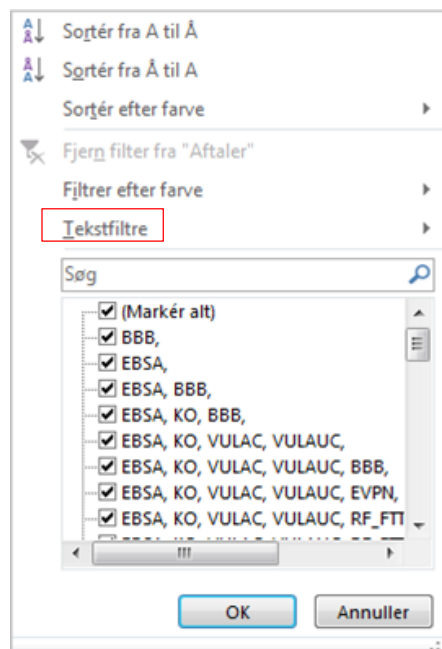 Sortér fra A til Å
Sortér fra Å til A
Sortér efter farve
Fjern filter fra "Aftaler"
Filtrer efter farve
Tekstfiltre
Søg
(Markér alt)
BBB,
EBSA,
EBSA, BBB,
EBSA, KO, BBB,
EBSA, KO, VULAC, VULAUC,
EBSA, KO, VULAC, VULAUC, BBB,
EBSA, KO, VULAC, VULAUC, EVPN,
EBSA, KO, VULAC, VULAUC, RF_FTT
OK
Annuller